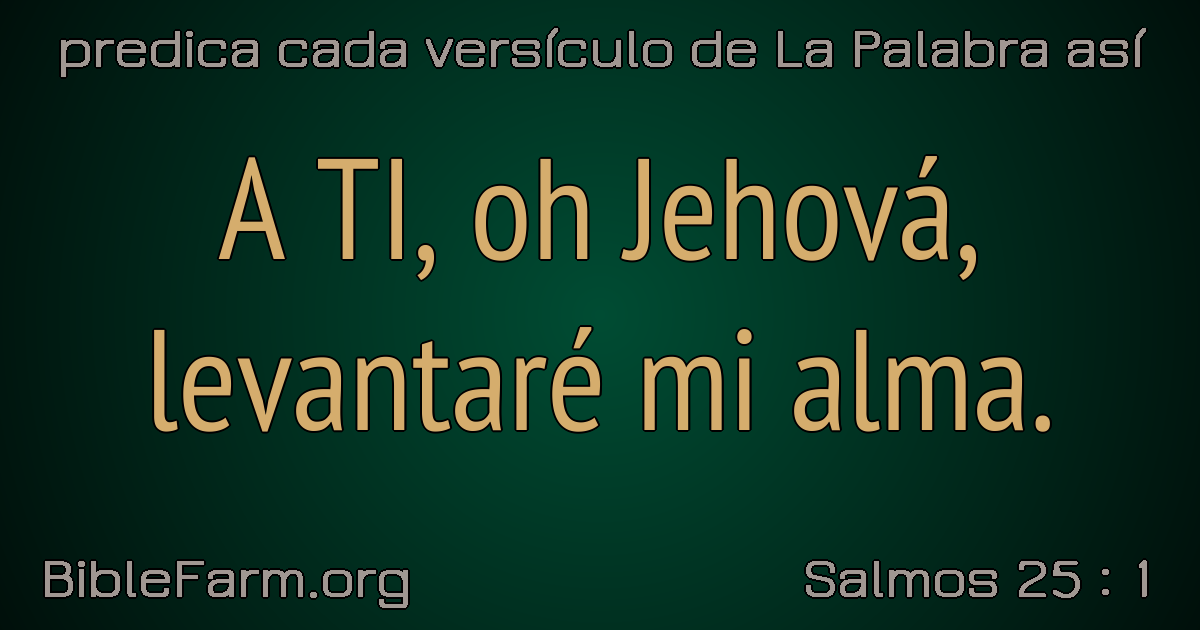 predica cada versículo de La Palabra así
A TI, oh Jehová,
levantaré mi alma.
BibleFarm.org
Salmos 25 : 1